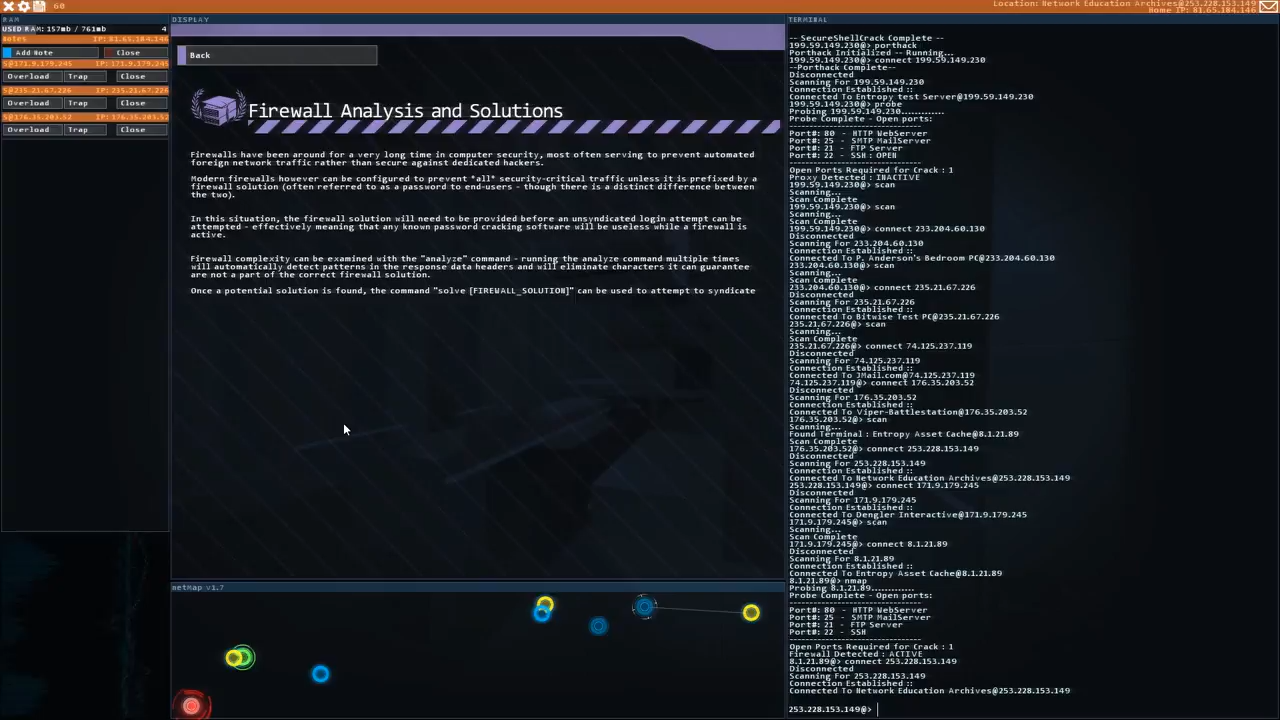 60
Location: Network Education Archives@253.228.153.149
Home IP: 81.65.184.146
RAM
USED RAM: 157mb / 761mb
4
notes
IP: 81.65.184.146
Add Note
Close
S@171.9.179.245
IP: 171.9.179.245
Overload
Trap
Close
S@235.21.67.226
IP: 235.21.67.226
Overload
Trap
Close
S@176.35.203.52
IP: 176.35.203.52
Overload
Trap
Close
DISPLAY
Back
Firewall Analysis and Solutions
Firewalls have been around for a very long time in computer security, most often serving to prevent automated
foreign network traffic rather than secure against dedicated hackers.
Modern firewalls however can be configured to prevent *all* security-critical traffic unless it is prefixed by a
firewall solution (often referred to as a password to end-users - though there is a distinct difference between
the two).
In this situation, the firewall solution will need to be provided before an unsyndicated login attempt can be
attempted - effectively meaning that any known password cracking software will be useless while a firewall is
active.
Firewall complexity can be examined with the "analyze" command - running the analyze command multiple times
will automatically detect patterns in the response data headers and will eliminate characters it can guarantee
are not a part of the correct firewall solution.
Once a potential solution is found, the command "solve [FIREWALL_SOLUTION]" can be used to attempt to syndicate
netMap v1.7
TERMINAL
-- SecureShellCrack Complete --
199.59.149.230@> porthack
Porthack Initialized -- Running...
199.59.149.230@> connect 199.59.149.230
--Porthack Complete--
Disconnected
Scanning For 199.59.149.230
Connection Established ::
Connected To Entropy test Server@199.59.149.230
199.59.149.230@> probe
Probing 199.59.149.230.............
Probe Complete - Open ports:
---------------------------------
Port#: 80 - HTTP WebServer
Port#: 25 - SMTP MailServer
Port#: 21 - FTP Server
Port#: 22 - SSH : OPEN
---------------------------------
Open Ports Required for Crack : 1
Proxy Detected : INACTIVE
199.59.149.230@> scan
Scanning...
Scan Complete
199.59.149.230@> scan
Scanning...
Scan Complete
199.59.149.230@> connect 233.204.60.130
Disconnected
Scanning For 233.204.60.130
Connection Established ::
Connected To P. Anderson's Bedroom PC@233.204.60.130
233.204.60.130@> scan
Scanning...
Scan Complete
233.204.60.130@> connect 235.21.67.226
Disconnected
Scanning For 235.21.67.226
Connection Established ::
Connected To Bitwise Test PC@235.21.67.226
235.21.67.226@> scan
Scanning...
Scan Complete
235.21.67.226@> connect 74.125.237.119
Disconnected
Scanning For 74.125.237.119
Connection Established ::
Connected To JMail.com@74.125.237.119
74.125.237.119@> connect 176.35.203.52
Disconnected
Scanning For 176.35.203.52
Connection Established ::
Connected To Viper-Battlestation@176.35.203.52
176.35.203.52@> scan
Scanning...
Found Terminal : Entropy Asset Cache@8.1.21.89
Scan Complete
176.35.203.52@> connect 253.228.153.149
Disconnected
Scanning For 253.228.153.149
Connection Established ::
Connected To Network Education Archives@253.228.153.149
253.228.153.149@> connect 171.9.179.245
Disconnected
Scanning For 171.9.179.245
Connection Established ::
Connected To Dengler Interactive@171.9.179.245
171.9.179.245@> scan
Scanning...
Scan Complete
171.9.179.245@> connect 8.1.21.89
Disconnected
Scanning For 8.1.21.89
Connection Established ::
Connected To Entropy Asset Cache@8.1.21.89
8.1.21.89@> nmap
Probing 8.1.21.89.............
Probe Complete - Open ports:
---------------------------------
Port#: 80 - HTTP WebServer
Port#: 25 - SMTP MailServer
Port#: 21 - FTP Server
Port#: 22 - SSH
---------------------------------
Open Ports Required for Crack : 1
Firewall Detected : ACTIVE
8.1.21.89@> connect 253.228.153.149
Disconnected
Scanning For 253.228.153.149
Connection Established ::
Connected To Network Education Archives@253.228.153.149
253.228.153.149@>